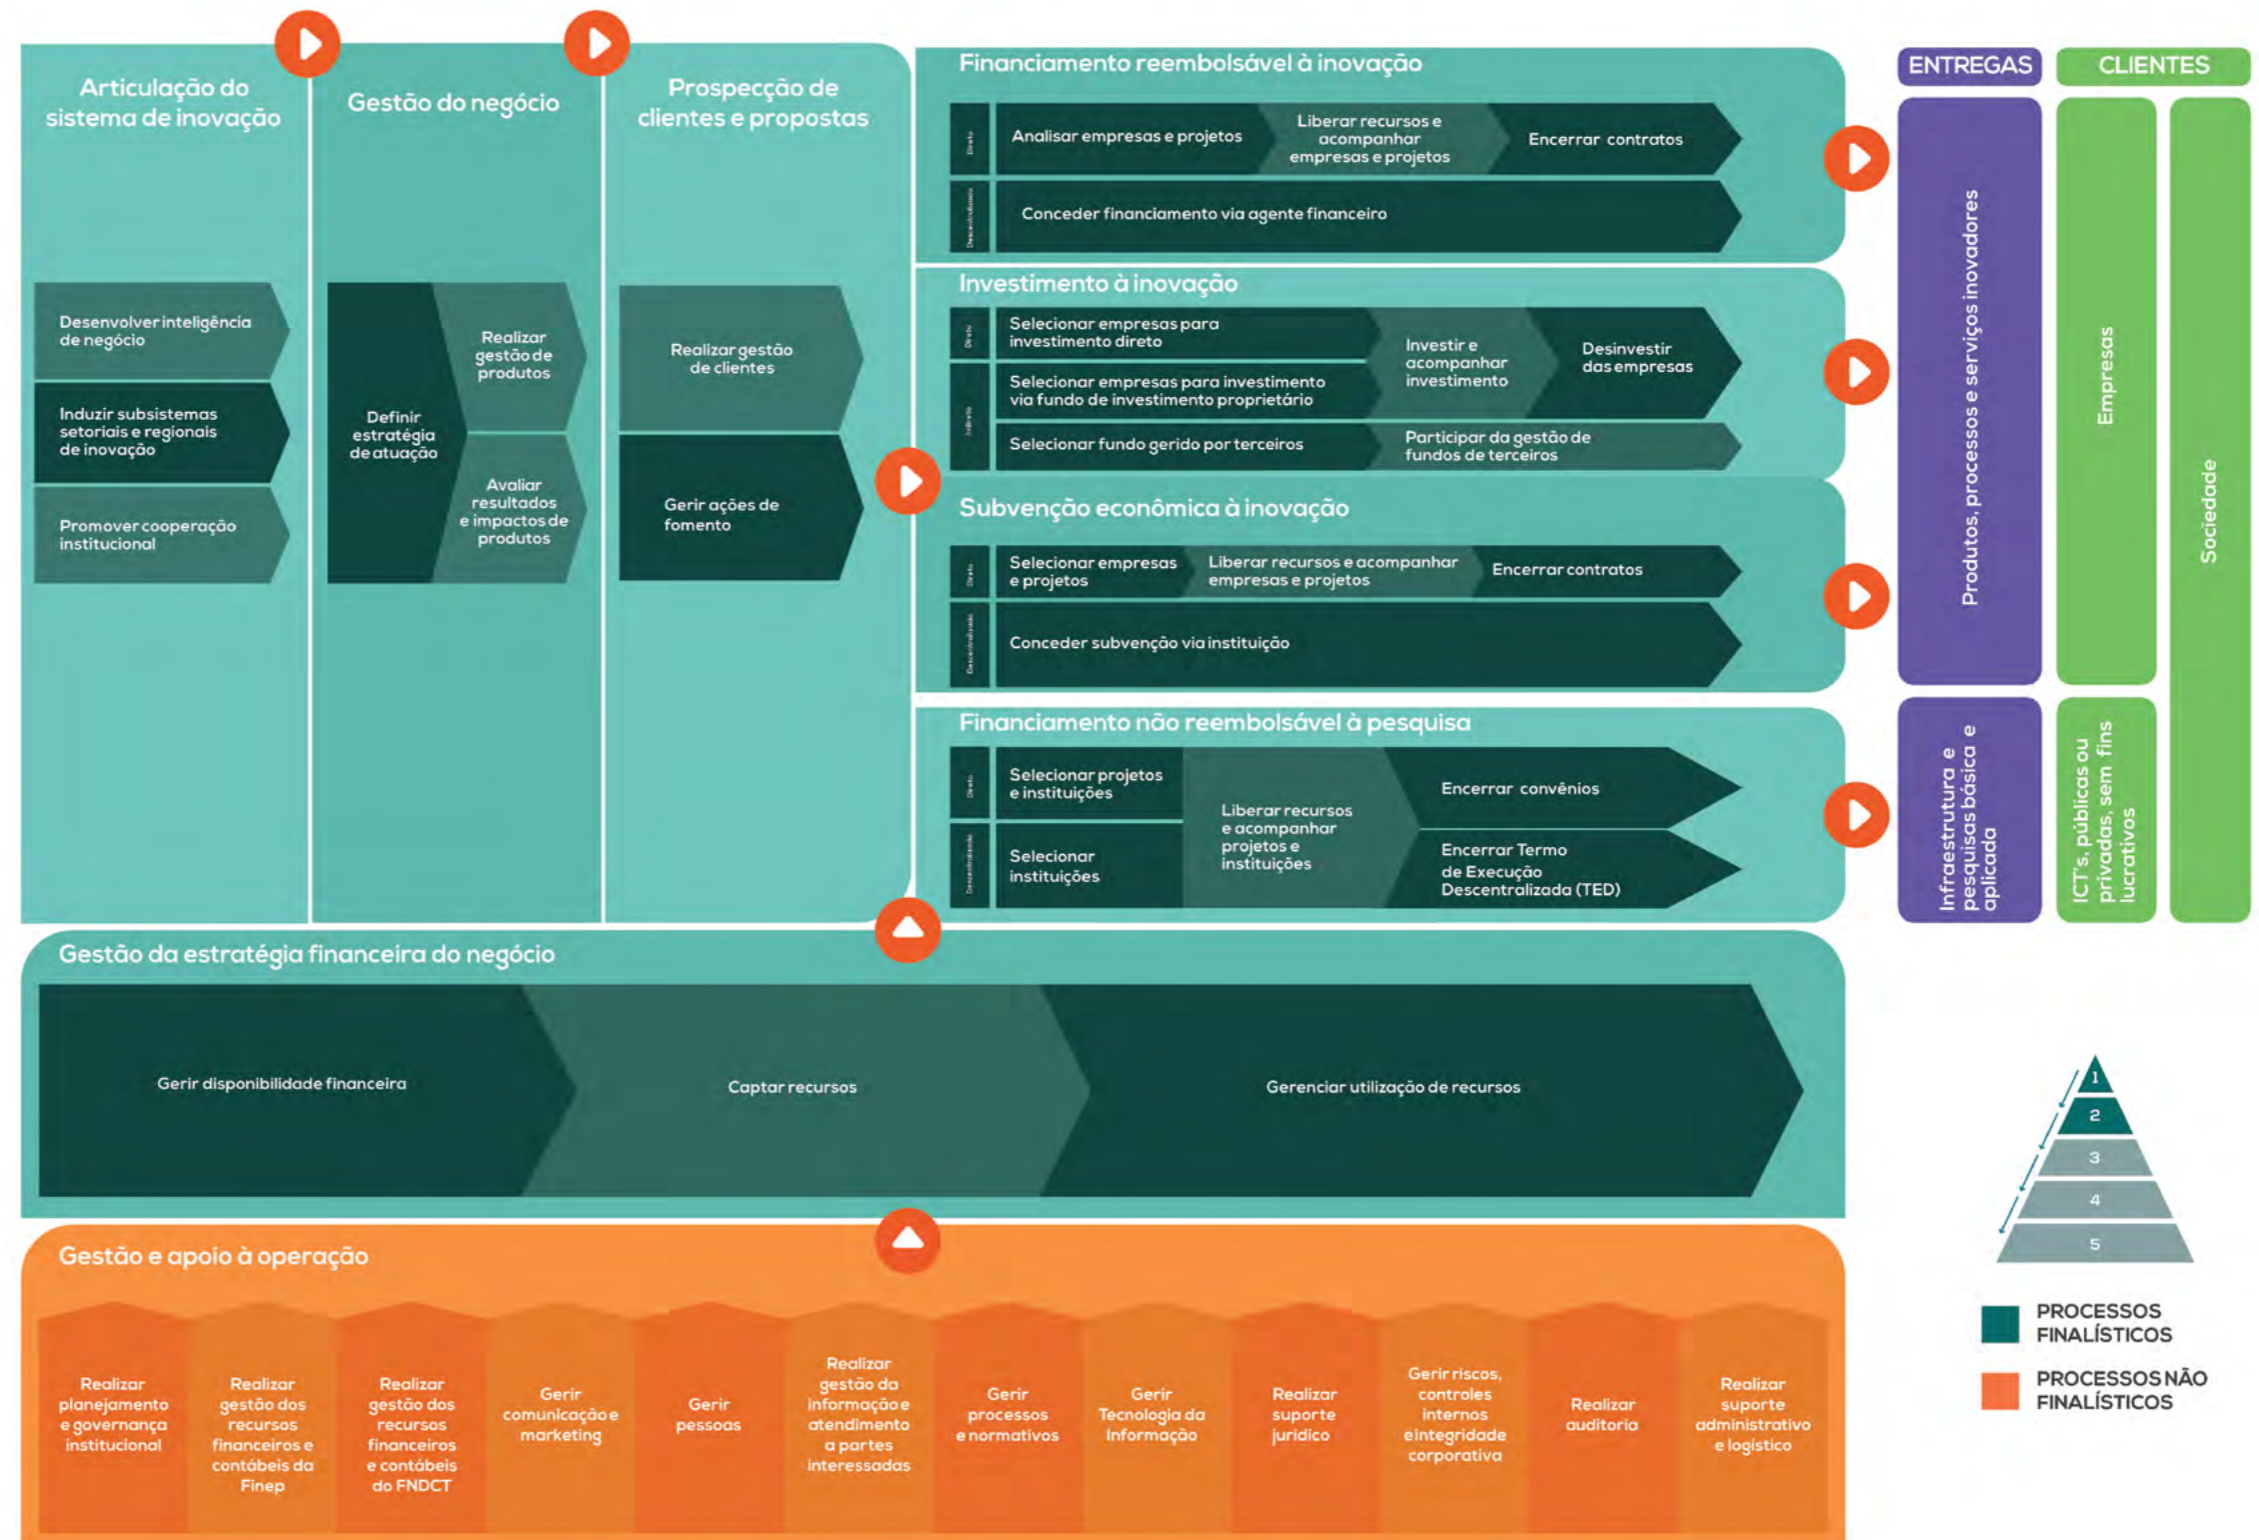 Articulação do
sistema de inovação
Desenvolver inteligência
de negócio
Induzir subsistemas
setoriais e regionais
de inovação
Promover cooperação
institucional
Gestão do negócio
Definir
estratégia
de atuação
Realizar
gestão de
produtos
Avaliar
resultados
e impactos de
produtos
Prospecção de
clientes e propostas
Realizar gestão
de clientes
Gerir ações de
fomento
Financiamento reembolsável à inovação
Direto
Analisar empresas e projetos
Liberar recursos e
acompanhar
empresas e projetos
Encerrar contratos
Descentralizado
Conceder financiamento via agente financeiro
Investimento à inovação
Direto
Selecionar empresas para
investimento direto
Indireto
Selecionar empresas para investimento
via fundo de investimento proprietário
Investir e
acompanhar
investimento
Desinvestir
das empresas
Selecionar fundo gerido por terceiros
Participar da gestão de
fundos de terceiros
Subvenção econômica à inovação
Direto
Selecionar empresas
e projetos
Liberar recursos e acompanhar
empresas e projetos
Encerrar contratos
Descentralizado
Conceder subvenção via instituição
Financiamento não reembolsável à pesquisa
Direto
Selecionar projetos
e instituições
Descentralizado
Selecionar
instituições
Liberar recursos
e acompanhar
projetos e
instituições
Encerrar convênios
Encerrar Termo
de Execução
Descentralizada (TED)
ENTREGAS
Produtos, processos e serviços inovadores
Infraestrutura e
pesquisas básica e
aplicada
CLIENTES
Empresas
ICT's, públicas ou
privadas, sem fins
lucrativos
Sociedade
Gestão da estratégia financeira do negócio
Gerir disponibilidade financeira
Captar recursos
Gerenciar utilização de recursos
Gestão e apoio à operação
Realizar
planejamento
e governança
institucional
Realizar
gestão dos
recursos
financeiros e
contábeis da
Finep
Realizar
gestão dos
recursos
financeiros
e contábeis
do FNDCT
Gerir
comunicação e
marketing
Gerir
pessoas
Realizar
gestão da
informação e
atendimento
a partes
interessadas
Gerir
processos
e normativos
Gerir
Tecnologia da
Informação
Realizar
suporte
jurídico
Gerir riscos,
controles
internos
e integridade
corporativa
Realizar
auditoria
Realizar
suporte
administrativo
e logístico
1
2
3
4
5
PROCESSOS
FINALÍSTICOS
PROCESSOS NÃO
FINALÍSTICOS